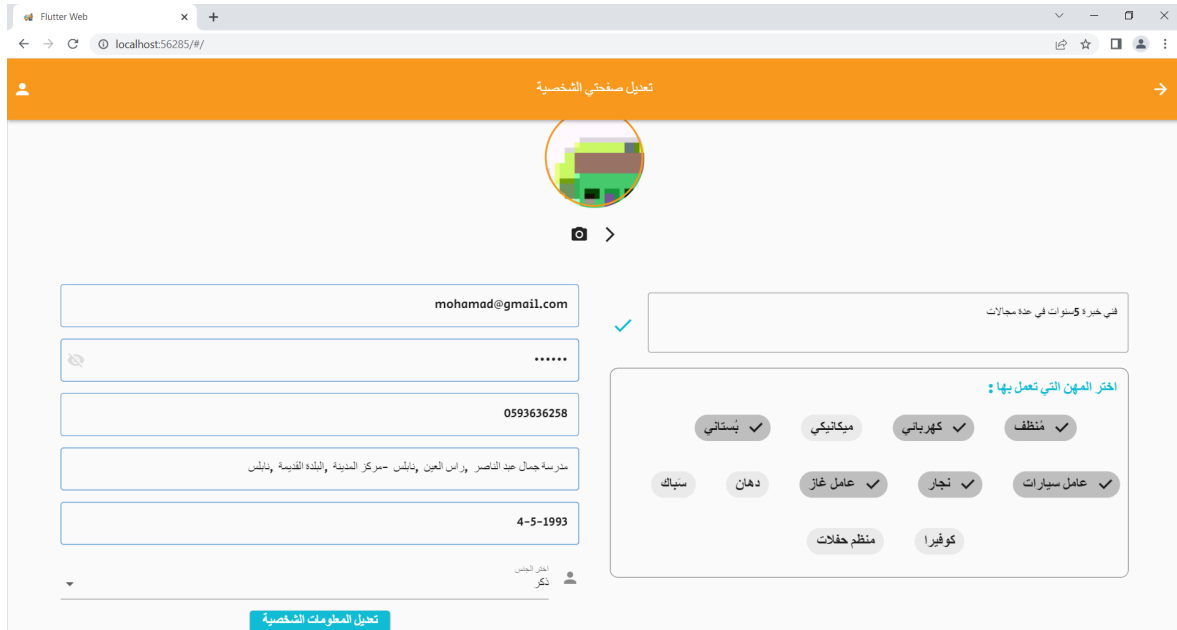 Flutter Web
localhost:56285/#/
تعديل صفحتي الشخصية
فني خبرة 5سنوات في عدة مجالات
اختر المهن التي تعمل بها :
مُنظف
كهربائي
ميكانيكي
بُستاني
عامل سيارات
نجار
عامل غاز
دهان
سَباك
كوفيرا
منظم حفلات
mohamad@gmail.com
••••••
0593636258
مدرسة جمال عبد الناصر ,راس العين ,نابلس -مركز المدينة ,البلدة القديمة ,نابلس
4-5-1993
اختر الجنس
ذكر
تعديل المعلومات الشخصية